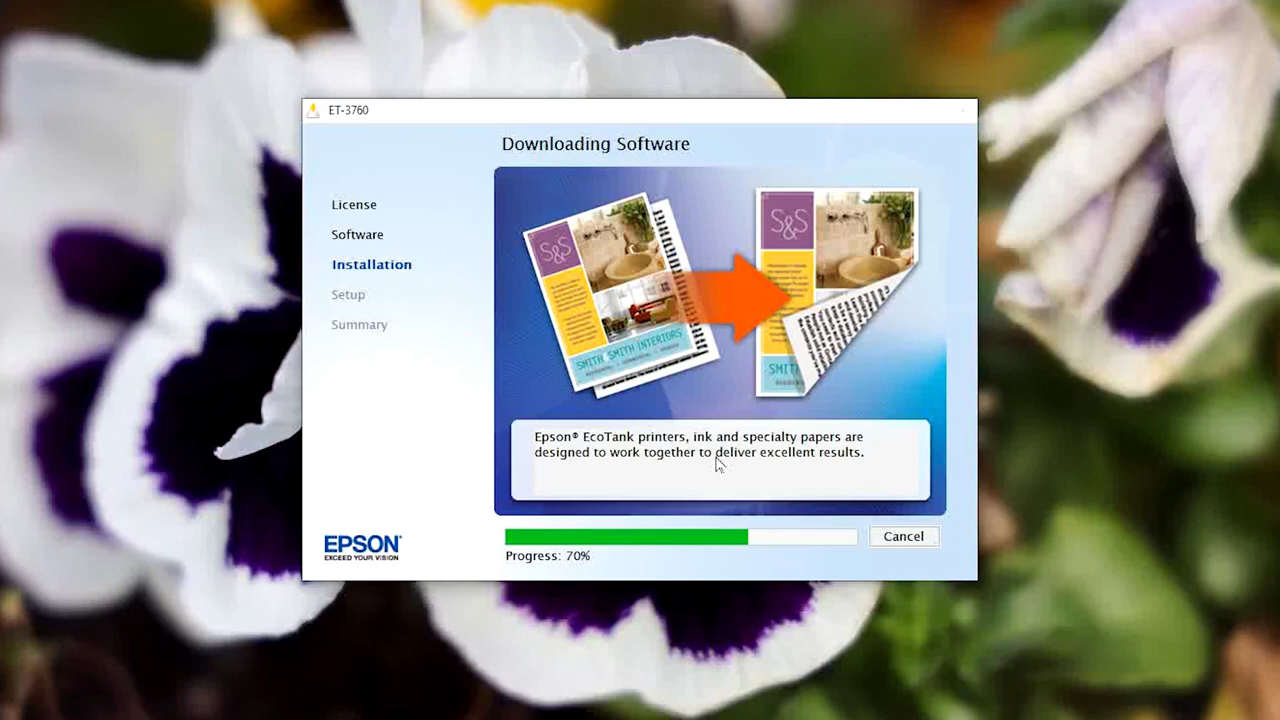 ET-3760
Downloading Software
License
Software
Installation
Setup
Summary
S&S
SMITH&SMITH INTERIORS
S&S
SMIT
Epson® EcoTank printers, ink and specialty papers are
designed to work together to deliver excellent results.
EPSON®
EXCEED YOUR VISION
Cancel
Progress: 70%